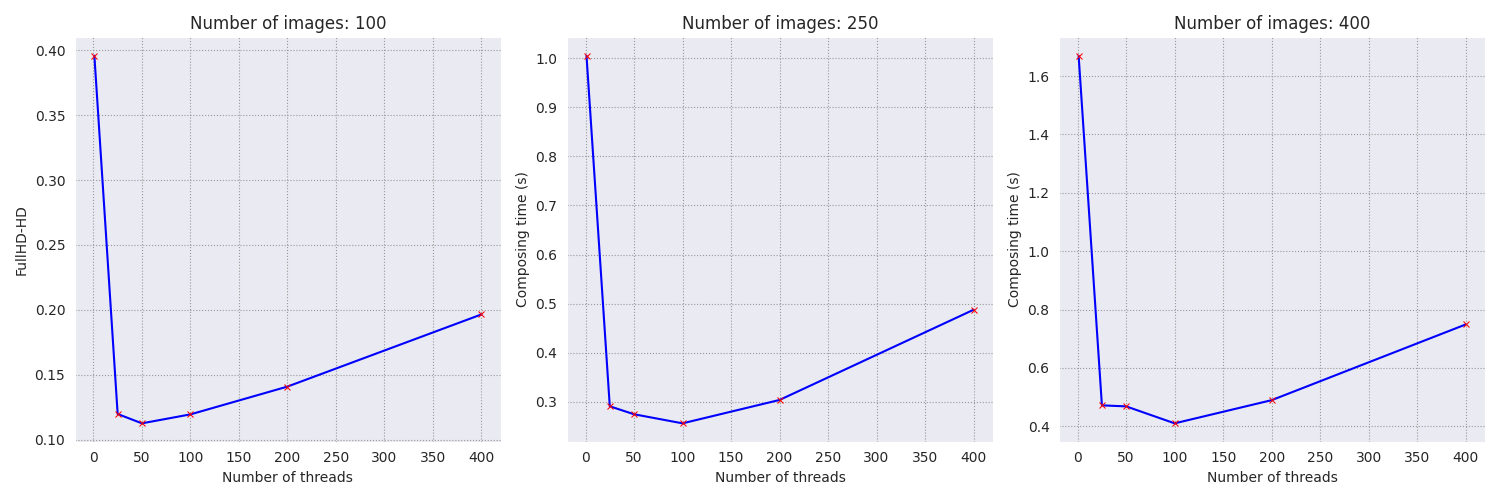 Number of images: 100
FullHD-HD
0.40
0.35
0.30
0.25
0.20
0.15
0.10
0 50 100 150 200 250 300 350 400
Number of threads
Number of images: 250
Composing time (s)
1.0
0.9
0.8
0.7
0.6
0.5
0.4
0.3
0 50 100 150 200 250 300 350 400
Number of threads
Number of images: 400
Composing time (s)
1.6
1.4
1.2
1.0
0.8
0.6
0.4
0 50 100 150 200 250 300 350 400
Number of threads